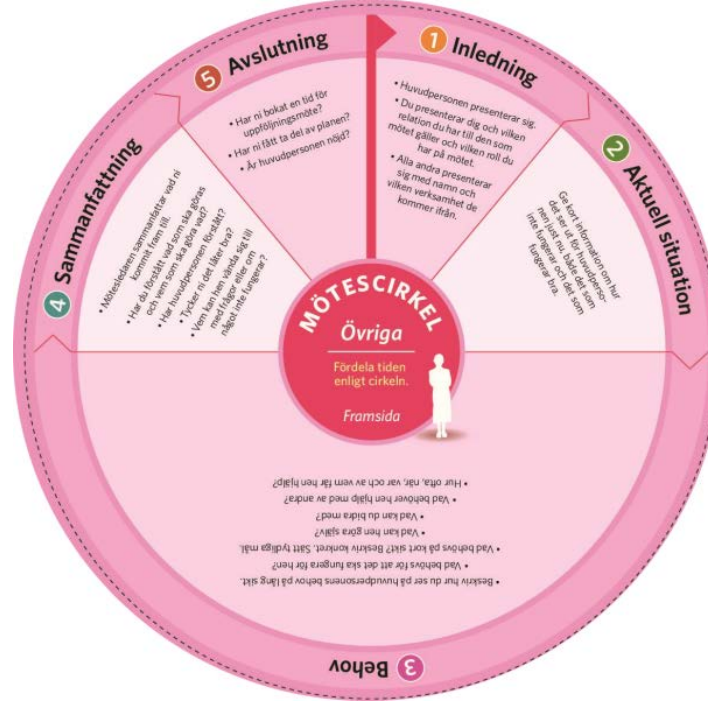 MÖTESCIRKEL
Övriga
Fördela tiden
enligt cirkeln.
Framsida
1 Inledning
• Huvudpersonen presenterar sig.
• Du presenterar dig och vilken
relation du har till den som
mötet gäller och vilken roll du
har på mötet.
• Alla andra presenterar
sig med namn och
vilken verksamhet de
kommer ifrån.
2 Aktuell situation
Ge kort information om hur
det ser ut för huvudperso-
nen just nu, både det som
inte fungerar och det som
fungerar bra.
3 Behov
• Beskriv hur du ser på huvudpersonens behov på lång sikt.
• Vad behövs för att det ska fungera för hen?
• Vad behövs på kort sikt? Beskriv konkret. Sätt tydliga mål.
• Vad kan hen göra själv?
• Vad kan du bidra med?
• Vad behöver hen hjälp med av andra?
• Hur ofta, när, var och av vem får hen hjälp?
4 Sammanfattning
• Mötesledaren sammanfattar vad ni
kommit fram till.
• Har du förstått vad som ska göras
och vem som ska göra vad?
• Har huvudpersonen förstått?
• Tycker ni det låter bra?
• Vem kan hen vända sig till
med frågor eller om
något inte fungerar?
5 Avslutning
• Har ni bokat en tid för
uppföljningsmöte?
• Har ni fått ta del av planen?
• Är huvudpersonen nöjd?